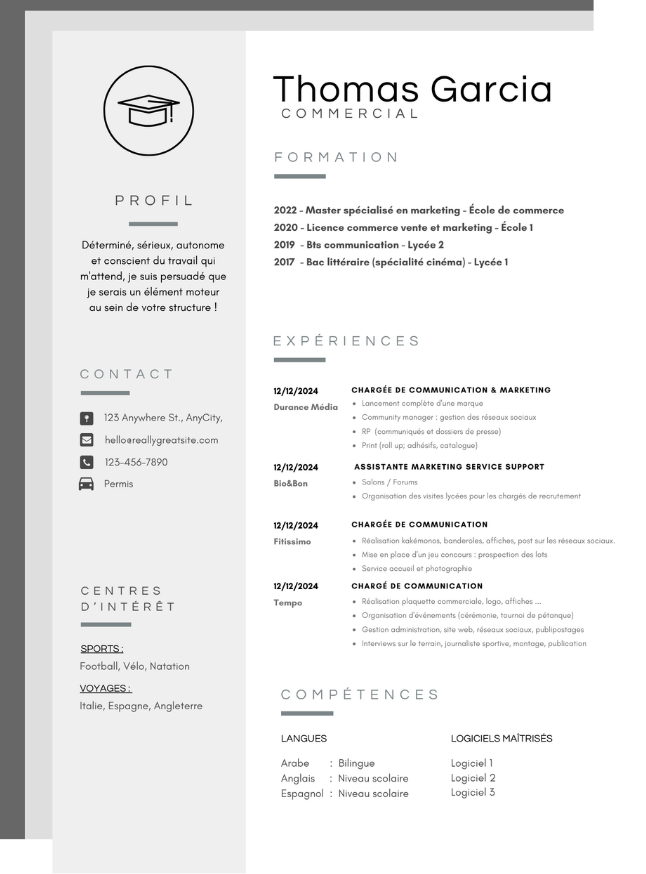 Thomas Garcia
COMMERCIAL
PROFIL
Déterminé, sérieux, autonome
et conscient du travail qui
m'attend, je suis persuadé que
je serais un élément moteur
au sein de votre structure !
CONTACT
123 Anywhere St., AnyCity,
hello@reallygreatsite.com
123-456-7890
Permis
CENTRES
D'INTÉRÊT
SPORTS :
Football, Vélo, Natation
VOYAGES :
Italie, Espagne, Angleterre
FORMATION
2022 - Master spécialisé en marketing - École de commerce
2020 - Licence commerce vente et marketing - École 1
2019 - Bts communication - Lycée 2
2017 - Bac littéraire (spécialité cinéma) - Lycée 1
EXPÉRIENCES
12/12/2024 CHARGÉE DE COMMUNICATION & MARKETING
Durance Média
• Lancement complète d'une marque
• Community manager : gestion des réseaux sociaux
• RP (communiqués et dossiers de presse)
• Print (roll up; adhésifs, catalogue)
12/12/2024 ASSISTANTE MARKETING SERVICE SUPPORT
Bio&Bon
• Salons / Forums
• Organisation des visites lycées pour les chargés de recrutement
12/12/2024 CHARGÉE DE COMMUNICATION
Fitissimo
• Réalisation kakémonos, banderoles, affiches, post sur les réseaux sociaux.
• Mise en place d'un jeu concours : prospection des lots
• Service accueil et photographie
12/12/2024 CHARGÉ DE COMMUNICATION
Tempo
• Réalisation plaquette commerciale, logo, affiches ...
• Organisation d'événements (cérémonie, tournoi de pétanque)
• Gestion administration, site web, réseaux sociaux, publipostages
• Interviews sur le terrain, journaliste sportive, montage, publication
COMPÉTENCES
LANGUES
Arabe : Bilingue
Anglais : Niveau scolaire
Espagnol : Niveau scolaire
LOGICIELS MAÎTRISÉS
Logiciel 1
Logiciel 2
Logiciel 3